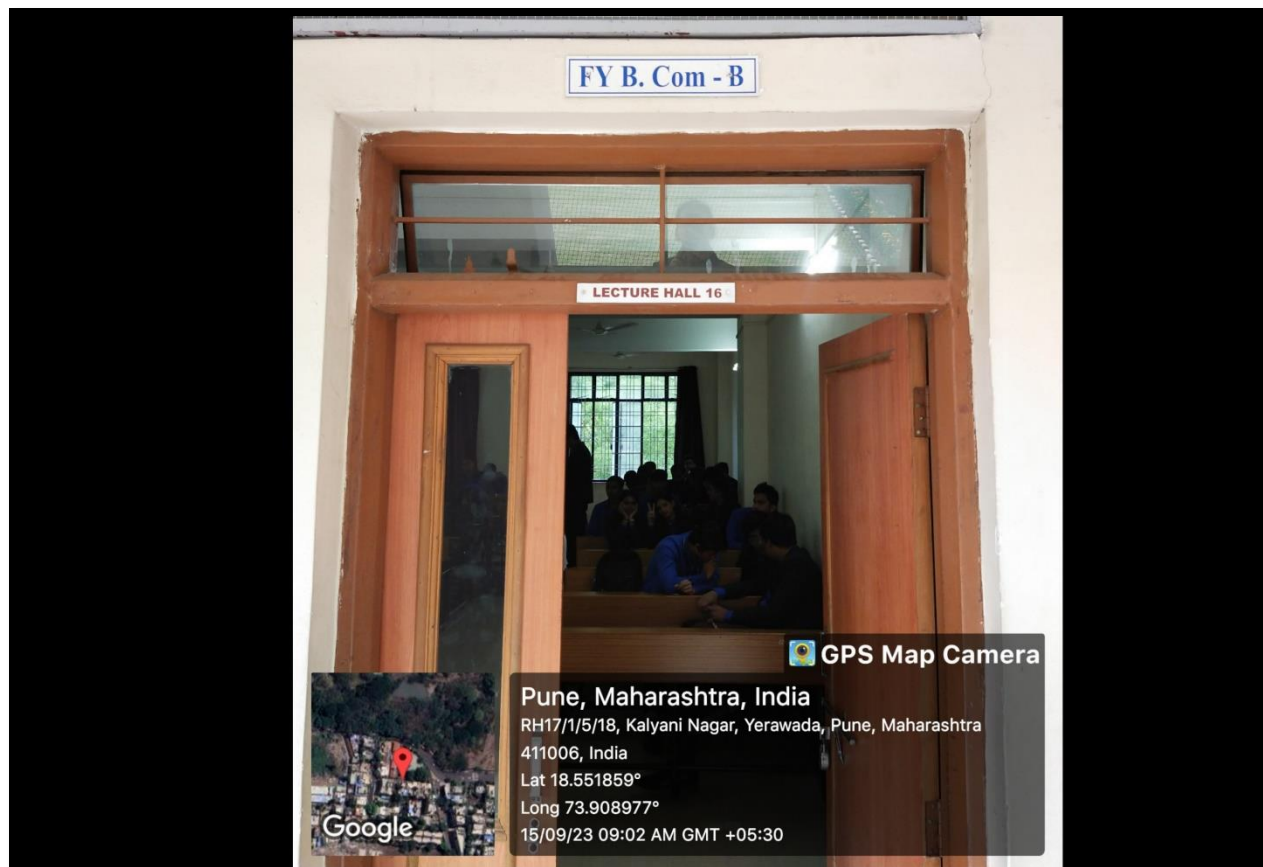 FY B. Com - B
LECTURE HALL 16
GPS Map Camera
Pune, Maharashtra, India
RH17/1/5/18, Kalyani Nagar, Yerawada, Pune, Maharashtra
411006, India
Lat 18.551859°
Long 73.908977°
15/09/23 09:02 AM GMT +05:30
Google